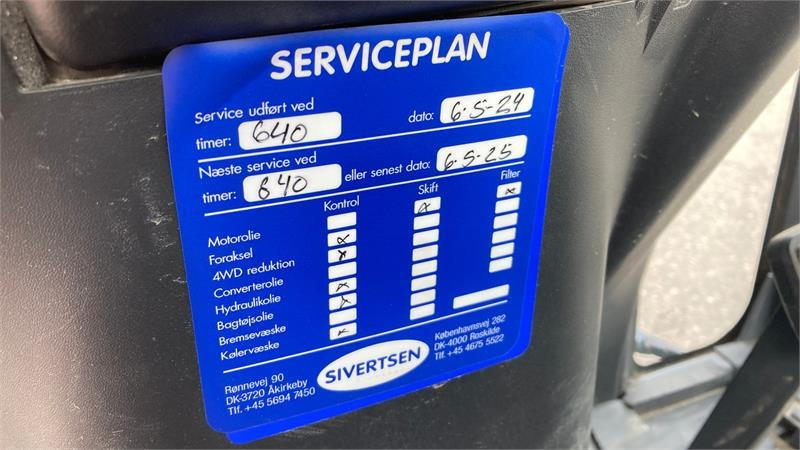 SERVICEPLAN
Service udført ved
timer: 640 dato: 6-5-24
Næste service ved
timer: 840 eller senest dato: 6-5-25
Kontrol Skift Filter
Motorolie x x
Foraksel x
4WD reduktion x
Converterolie
Hydraulikolie x
Bagtøjsolie x
Bremsevæske
Kølervæske x
Rønnevej 90
DK-3720 Åkirkeby
Tlf. +45 5694 7450
SIVERTSEN
Københavnsvej 282
DK-4000 Roskilde
Tlf. +45 4675 5522